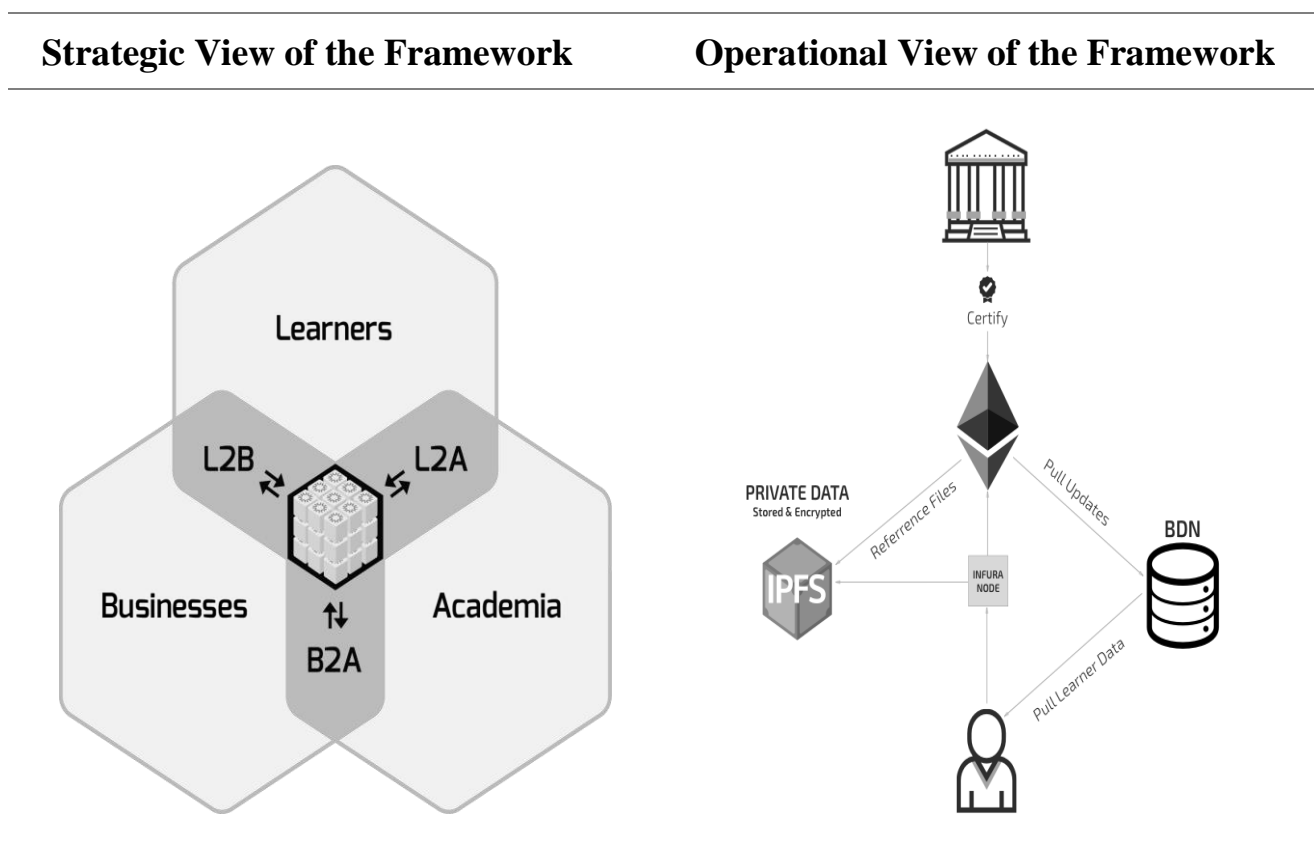 Strategic View of the Framework
Operational View of the Framework
Learners
L2B
L2A
Businesses
Academia
B2A
Certify
Referrence Files
Pull Updates
PRIVATE DATA
Stored & Encrypted
IPFS
INFURA
NODE
BDN
Pull Learner Data